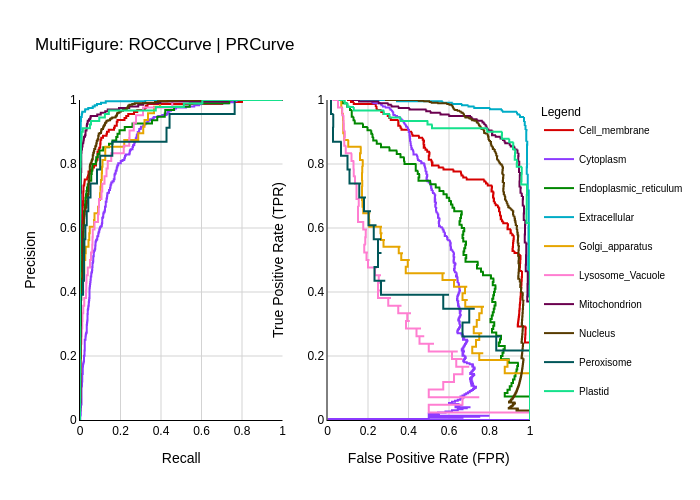 MultiFigure: ROCCurve | PRCurve
Precision
1
0.8
0.6
0.4
0.2
0
0 0.2 0.4 0.6 0.8 1
Recall
True Positive Rate (TPR)
1
0.8
0.6
0.4
0.2
0
0 0.2 0.4 0.6 0.8 1
False Positive Rate (FPR)
Legend
Cell_membrane
Cytoplasm
Endoplasmic_reticulum
Extracellular
Golgi_apparatus
Lysosome_Vacuole
Mitochondrion
Nucleus
Peroxisome
Plastid